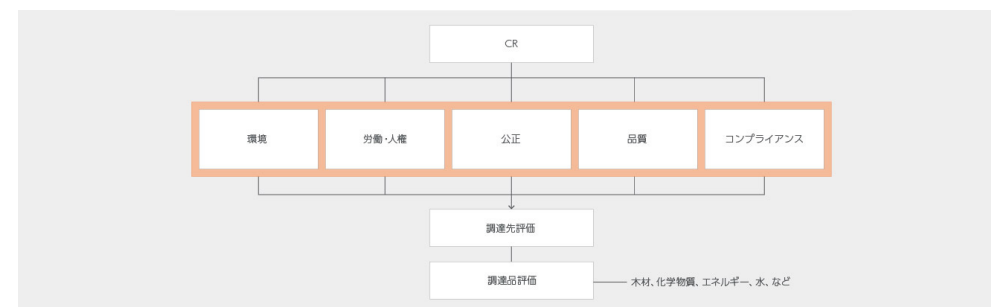 CR
環境
労働・人権
公正
品質
コンプライアンス
調達先評価
調達品評価
木材、化学物質、エネルギー、水、など